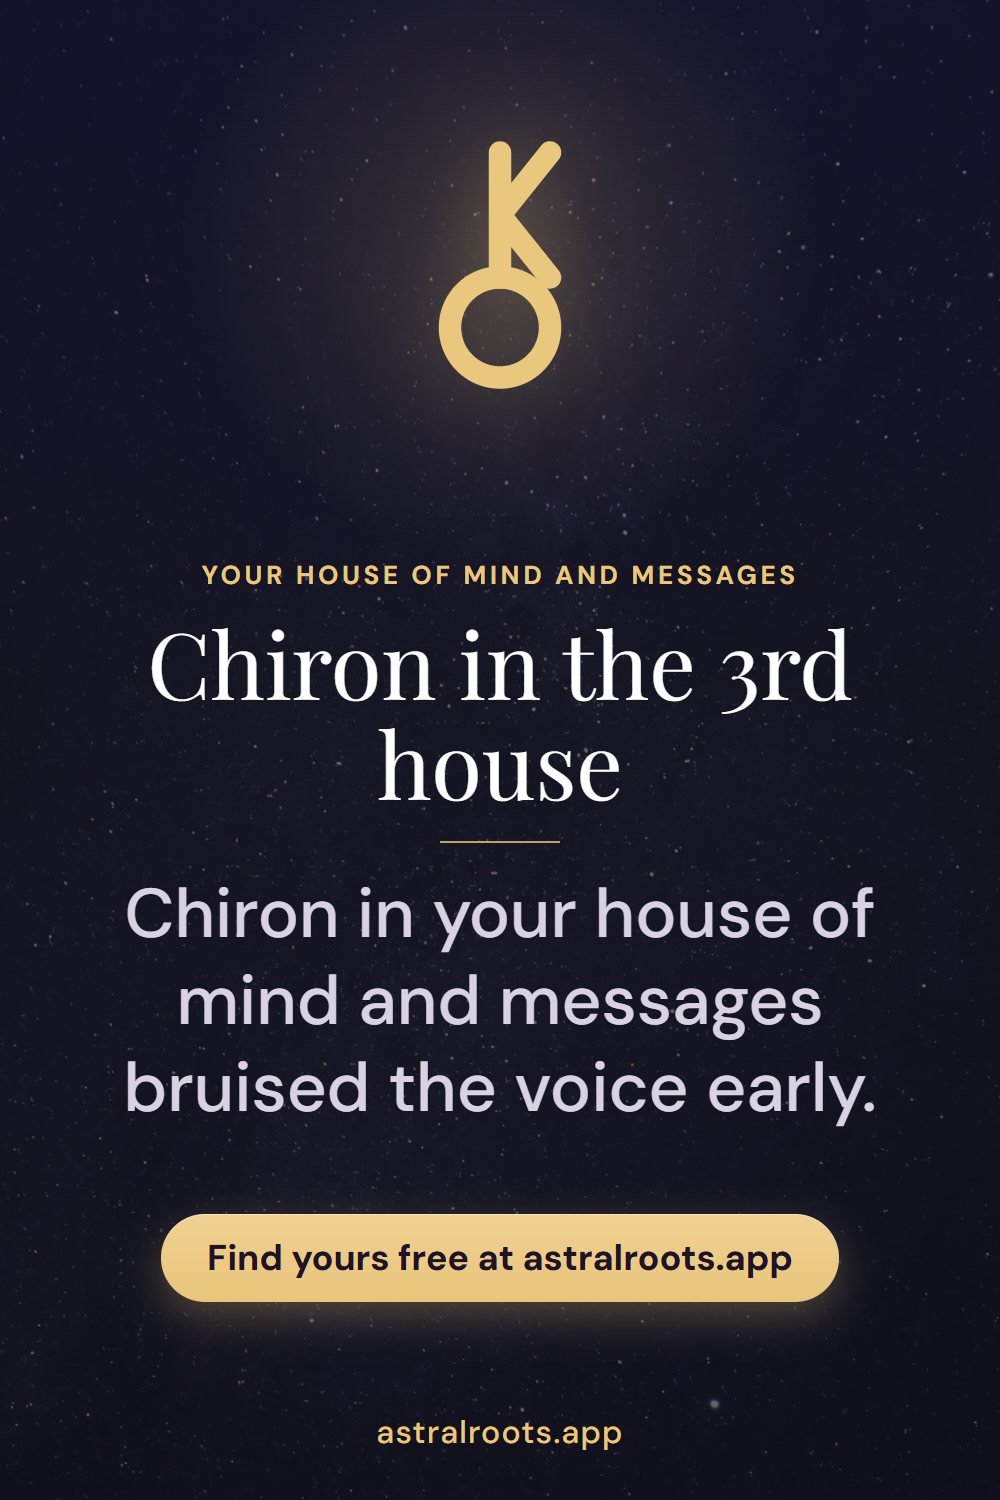 YOUR HOUSE OF MIND AND MESSAGES
Chiron in the 3rd
house
Chiron in your house of
mind and messages
bruised the voice early.
Find yours free at astralroots.app
astralroots.app